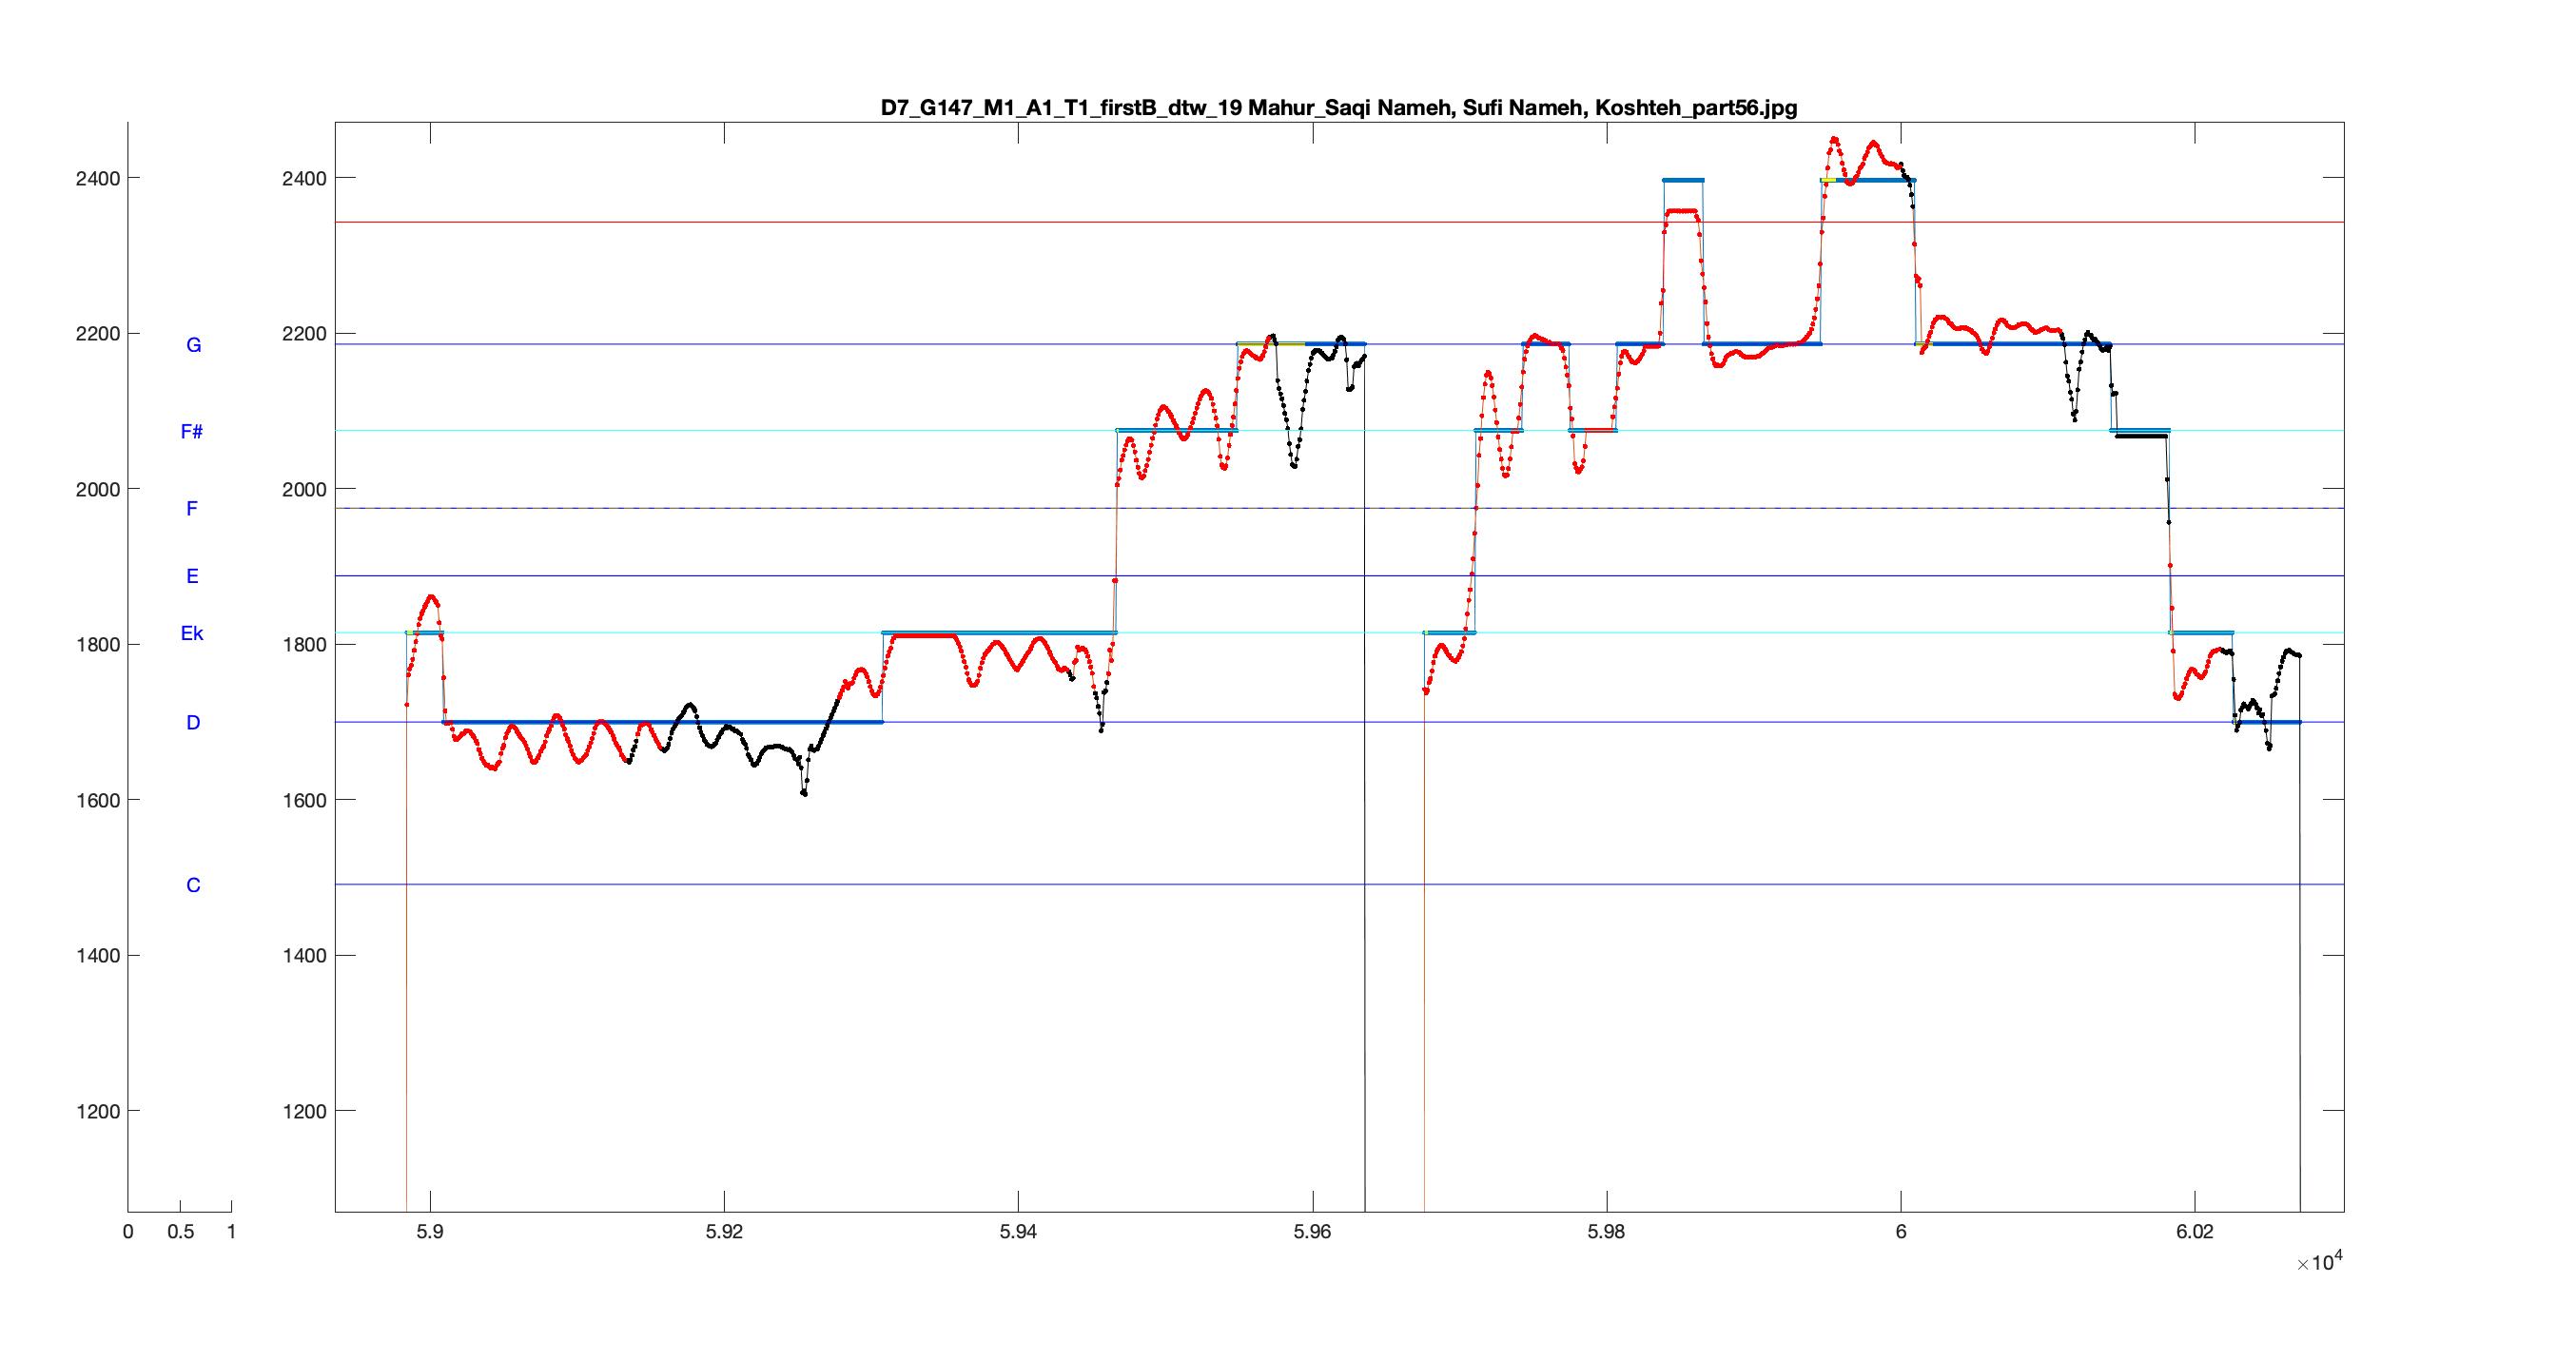 D7_G147_M1_A1_T1_firstB_dtw_19 Mahur_Saqi Nameh, Sufi Nameh, Koshteh_part56.jpg
2400 2400
2200 2200
G
F#
2000 2000
F
E
Ek
1800 1800
D
1600 1600
C
1400 1400
1200 1200
0 0.5 1 5.9 5.92 5.94 5.96 5.98 6 6.02
×10⁴